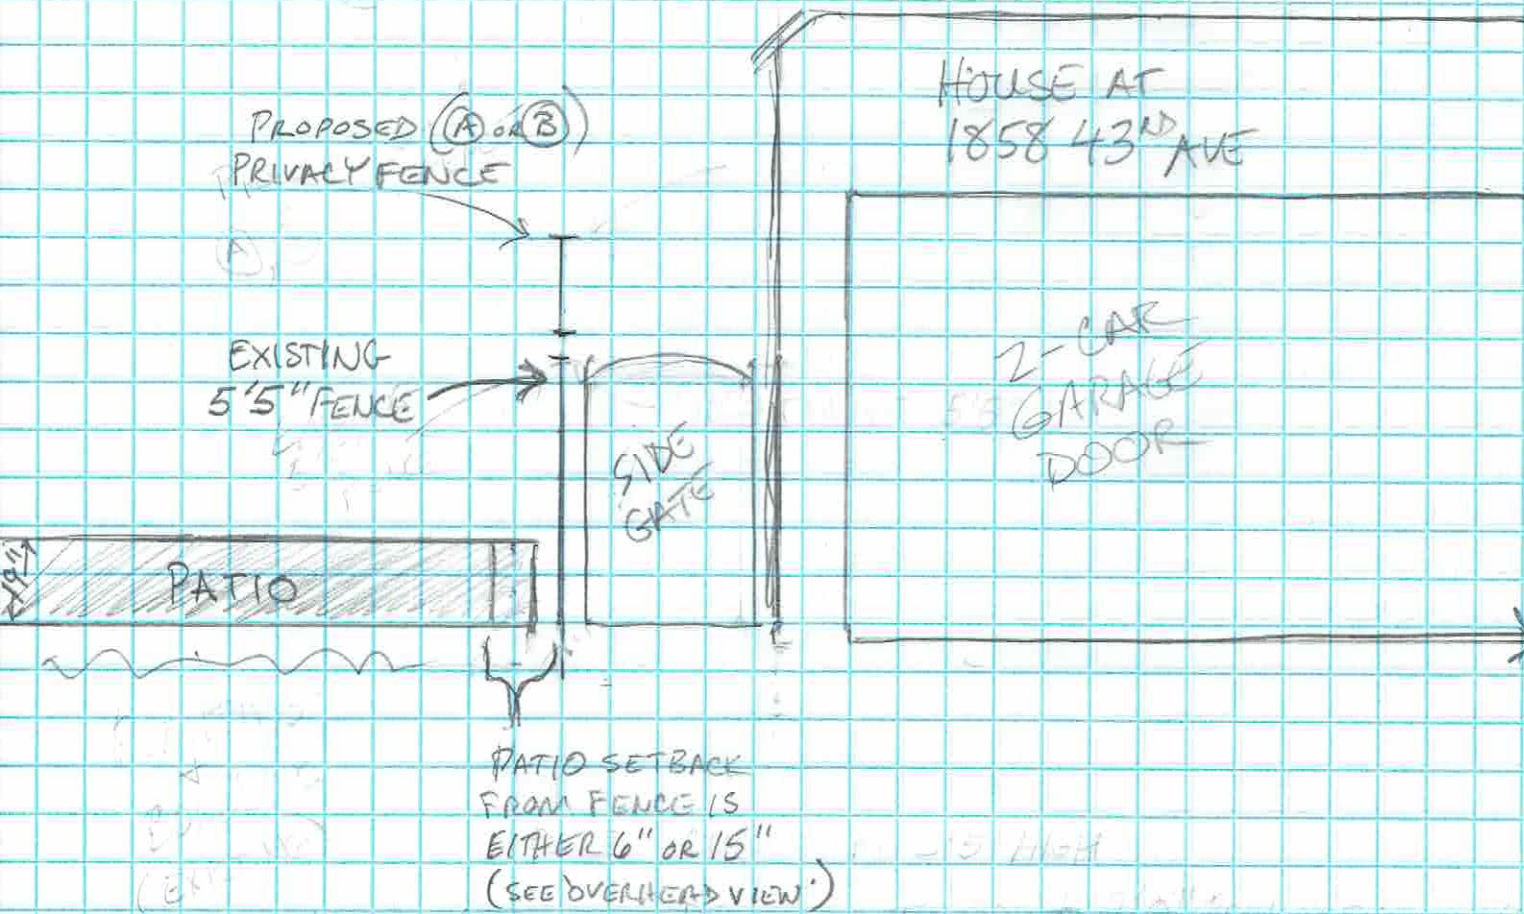 PROPOSED (A OR B)
PRIVACY FENCE
HOUSE AT
1858 43RD AVE
EXISTING
5'5" FENCE
2-CAR
GARAGE
DOOR
SIDE
GATE
19"
PATIO
PATIO SETBACK
FROM FENCE IS
EITHER 6" OR 15"
(SEE OVERHEAD VIEW)